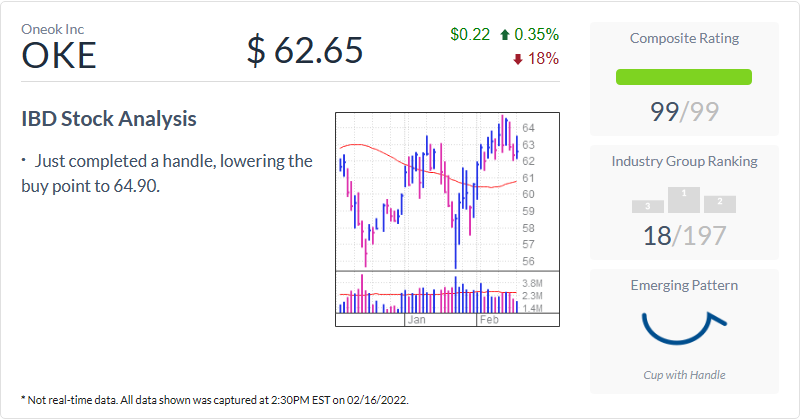 Oneok Inc
OKE
$ 62.65
$0.22 0.35%
18%
IBD Stock Analysis
· Just completed a handle, lowering the
buy point to 64.90.
64
63
62
61
60
59
58
57
56
3.8M
2.3M
1.4M
Jan Feb
Composite Rating
99/99
Industry Group Ranking
3 1 2
18/197
Emerging Pattern
Cup with Handle
* Not real-time data. All data shown was captured at 2:30PM EST on 02/16/2022.